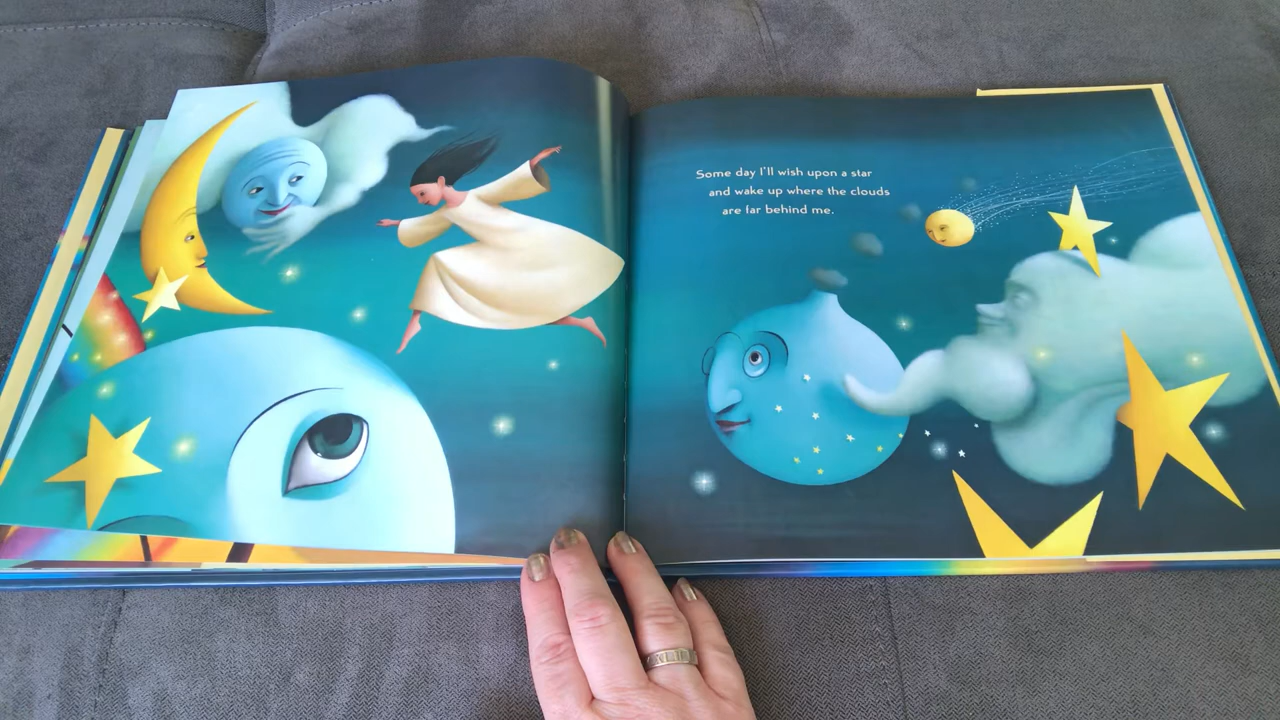 Some day I'll wish upon a star
and wake up where the clouds
are far behind me.